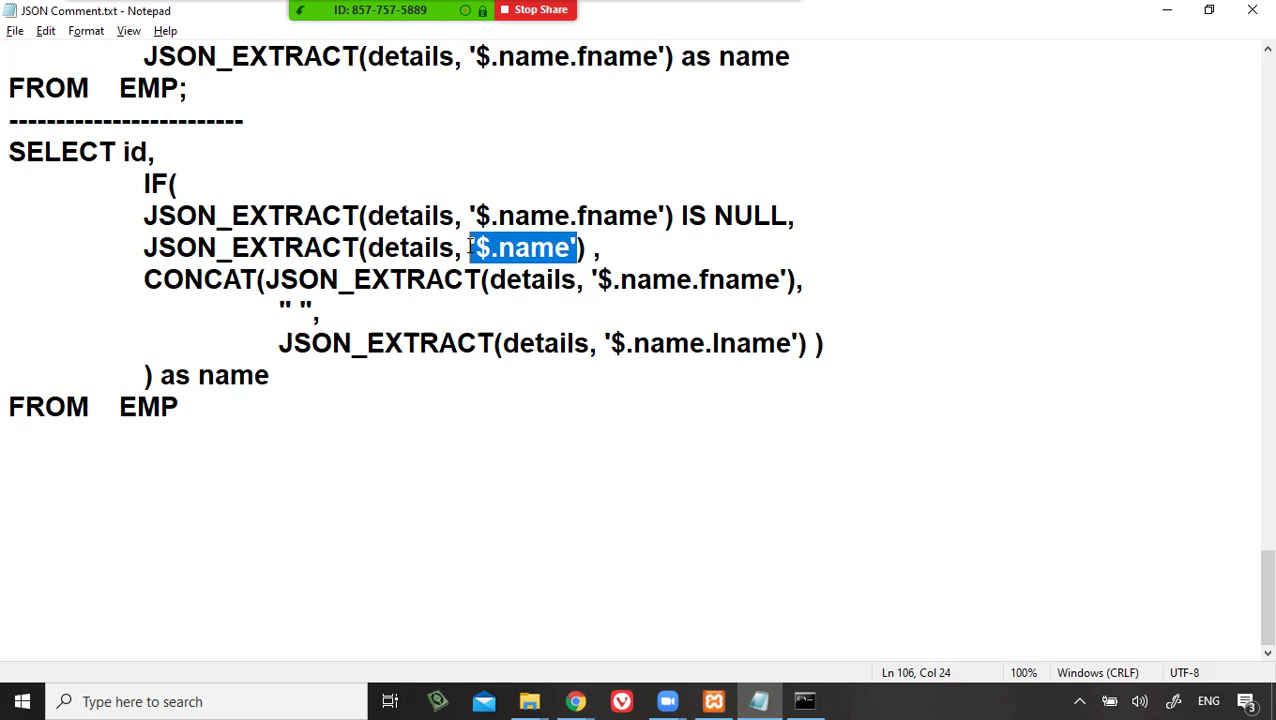 JSON Comment.txt - Notepad
ID: 857-757-5889
Stop Share
File Edit Format View Help
JSON_EXTRACT(details, '$.name.fname') as name
FROM EMP;
-------------------------
SELECT id,
IF(
JSON_EXTRACT(details, '$.name.fname') IS NULL,
JSON_EXTRACT(details, '$.name') ,
CONCAT(JSON_EXTRACT(details, '$.name.fname'),
" ",
JSON_EXTRACT(details, '$.name.lname') )
) as name
FROM EMP
Ln 106, Col 24 100% Windows (CRLF) UTF-8
Type here to search
ENG
3